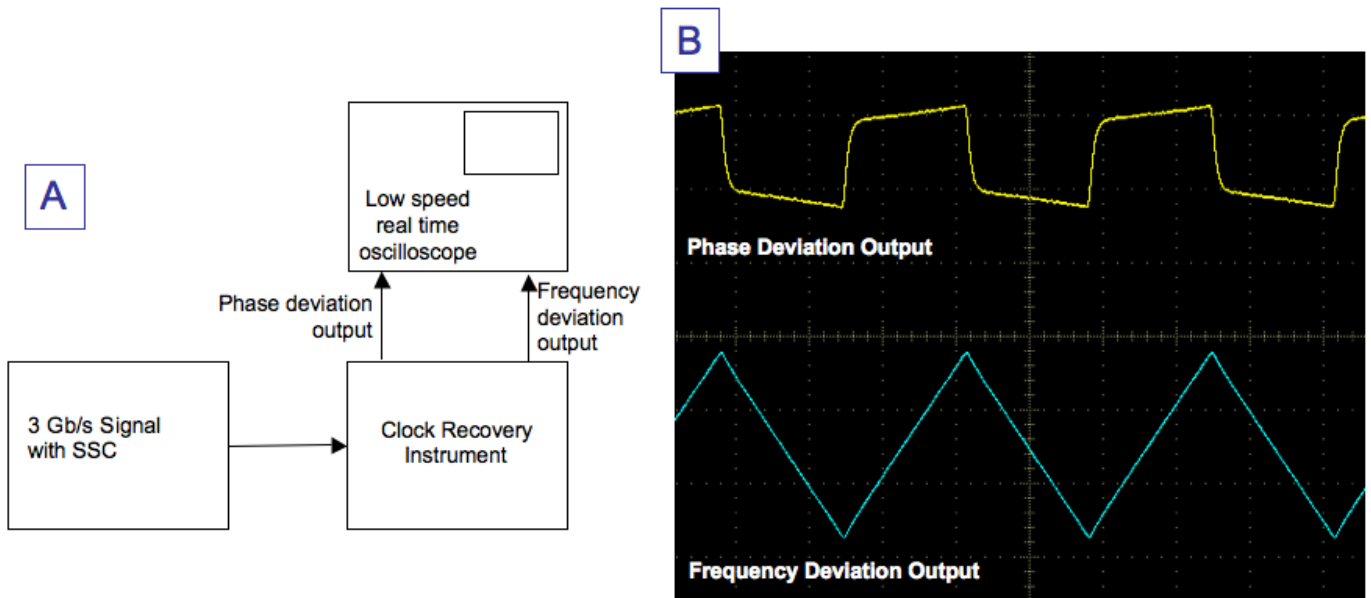 A
Low speed
real time
oscilloscope
Phase deviation
output
Frequency
deviation
output
3 Gb/s Signal
with SSC
Clock Recovery
Instrument
B
Phase Deviation Output
Frequency Deviation Output